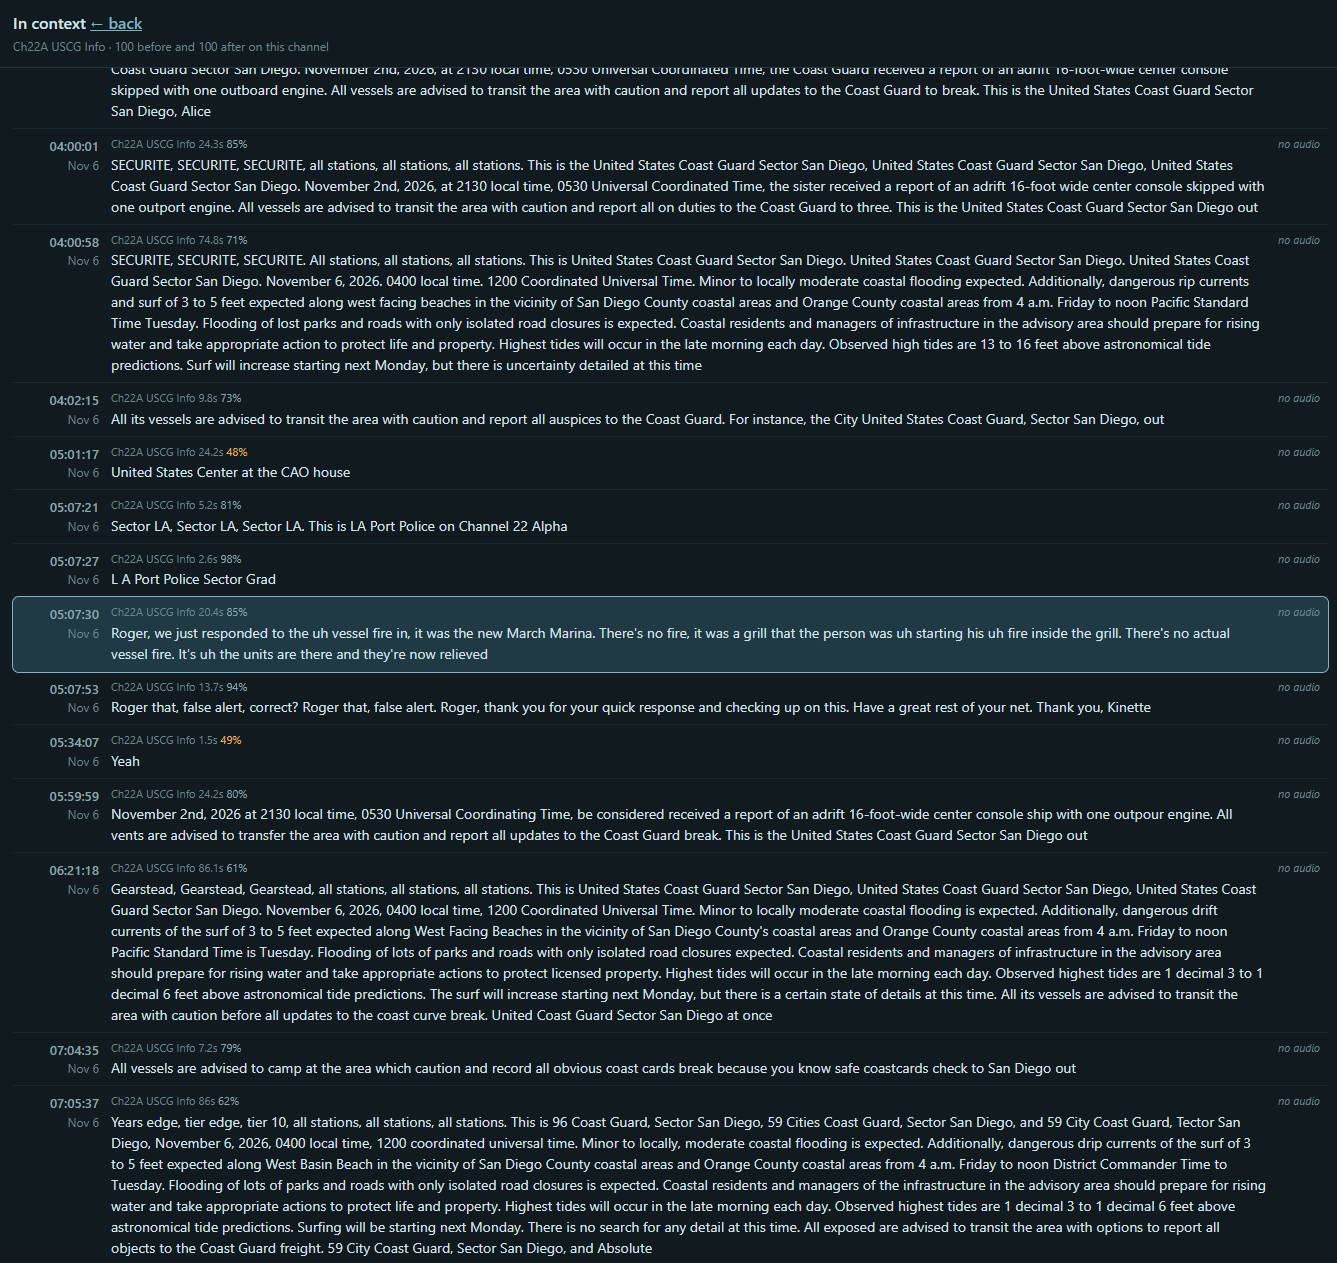 In context ← back
Ch22A USCG Info · 100 before and 100 after on this channel
Coast Guard Sector San Diego. November 2nd, 2026, at 2130 local time, 0530 Universal Coordinated Time, the Coast Guard received a report of an adrift 16-foot-wide center console
skipped with one outboard engine. All vessels are advised to transit the area with caution and report all updates to the Coast Guard to break. This is the United States Coast Guard Sector
San Diego, Alice
04:00:01 Ch22A USCG Info 24.3s 85% no audio
Nov 6 SECURITE, SECURITE, SECURITE, all stations, all stations, all stations. This is the United States Coast Guard Sector San Diego, United States Coast Guard Sector San Diego, United States
Coast Guard Sector San Diego. November 2nd, 2026, at 2130 local time, 0530 Universal Coordinated Time, the sister received a report of an adrift 16-foot wide center console skipped with
one outport engine. All vessels are advised to transit the area with caution and report all on duties to the Coast Guard to three. This is the United States Coast Guard Sector San Diego out
04:00:58 Ch22A USCG Info 74.8s 71% no audio
Nov 6 SECURITE, SECURITE, SECURITE. All stations, all stations, all stations. This is United States Coast Guard Sector San Diego. United States Coast Guard Sector San Diego. United States Coast
Guard Sector San Diego. November 6, 2026. 0400 local time. 1200 Coordinated Universal Time. Minor to locally moderate coastal flooding expected. Additionally, dangerous rip currents
and surf of 3 to 5 feet expected along west facing beaches in the vicinity of San Diego County coastal areas and Orange County coastal areas from 4 a.m. Friday to noon Pacific Standard
Time Tuesday. Flooding of lost parks and roads with only isolated road closures is expected. Coastal residents and managers of infrastructure in the advisory area should prepare for rising
water and take appropriate action to protect life and property. Highest tides will occur in the late morning each day. Observed high tides are 13 to 16 feet above astronomical tide
predictions. Surf will increase starting next Monday, but there is uncertainty detailed at this time
04:02:15 Ch22A USCG Info 9.8s 73% no audio
Nov 6 All its vessels are advised to transit the area with caution and report all auspices to the Coast Guard. For instance, the City United States Coast Guard, Sector San Diego, out
05:01:17 Ch22A USCG Info 24.2s 48% no audio
Nov 6 United States Center at the CAO house
05:07:21 Ch22A USCG Info 5.2s 81% no audio
Nov 6 Sector LA, Sector LA, Sector LA. This is LA Port Police on Channel 22 Alpha
05:07:27 Ch22A USCG Info 2.6s 98% no audio
Nov 6 L A Port Police Sector Grad
05:07:30 Ch22A USCG Info 20.4s 85% no audio
Nov 6 Roger, we just responded to the uh vessel fire in, it was the new March Marina. There's no fire, it was a grill that the person was uh starting his uh fire inside the grill. There's no actual
vessel fire. It's uh the units are there and they're now relieved
05:07:53 Ch22A USCG Info 13.7s 94% no audio
Nov 6 Roger that, false alert, correct? Roger that, false alert. Roger, thank you for your quick response and checking up on this. Have a great rest of your net. Thank you, Kinette
05:34:07 Ch22A USCG Info 1.5s 49% no audio
Nov 6 Yeah
05:59:59 Ch22A USCG Info 24.2s 80% no audio
Nov 6 November 2nd, 2026 at 2130 local time, 0530 Universal Coordinating Time, be considered received a report of an adrift 16-foot-wide center console ship with one outpour engine. All
vents are advised to transfer the area with caution and report all updates to the Coast Guard break. This is the United States Coast Guard Sector San Diego out
06:21:18 Ch22A USCG Info 86.1s 61% no audio
Nov 6 Gearstead, Gearstead, Gearstead, all stations, all stations, all stations. This is United States Coast Guard Sector San Diego, United States Coast Guard Sector San Diego, United States Coast
Guard Sector San Diego. November 6, 2026, 0400 local time, 1200 Coordinated Universal Time. Minor to locally moderate coastal flooding is expected. Additionally, dangerous drift
currents of the surf of 3 to 5 feet expected along West Facing Beaches in the vicinity of San Diego County's coastal areas and Orange County coastal areas from 4 a.m. Friday to noon
Pacific Standard Time is Tuesday. Flooding of lots of parks and roads with only isolated road closures expected. Coastal residents and managers of infrastructure in the advisory area
should prepare for rising water and take appropriate actions to protect licensed property. Highest tides will occur in the late morning each day. Observed highest tides are 1 decimal 3 to 1
decimal 6 feet above astronomical tide predictions. The surf will increase starting next Monday, but there is a certain state of details at this time. All its vessels are advised to transit the
area with caution before all updates to the coast curve break. United Coast Guard Sector San Diego at once
07:04:35 Ch22A USCG Info 7.2s 79% no audio
Nov 6 All vessels are advised to camp at the area which caution and record all obvious coast cards break because you know safe coastcards check to San Diego out
07:05:37 Ch22A USCG Info 86s 62% no audio
Nov 6 Years edge, tier edge, tier 10, all stations, all stations, all stations. This is 96 Coast Guard, Sector San Diego, 59 Cities Coast Guard, Sector San Diego, and 59 City Coast Guard, Tector San
Diego, November 6, 2026, 0400 local time, 1200 coordinated universal time. Minor to locally, moderate coastal flooding is expected. Additionally, dangerous drip currents of the surf of 3
to 5 feet expected along West Basin Beach in the vicinity of San Diego County coastal areas and Orange County coastal areas from 4 a.m. Friday to noon District Commander Time to
Tuesday. Flooding of lots of parks and roads with only isolated road closures is expected. Coastal residents and managers of the infrastructure in the advisory area should prepare for rising
water and take appropriate actions to protect life and property. Highest tides will occur in the late morning each day. Observed highest tides are 1 decimal 3 to 1 decimal 6 feet above
astronomical tide predictions. Surfing will be starting next Monday. There is no search for any detail at this time. All exposed are advised to transit the area with options to report all
objects to the Coast Guard freight. 59 City Coast Guard, Sector San Diego, and Absolute